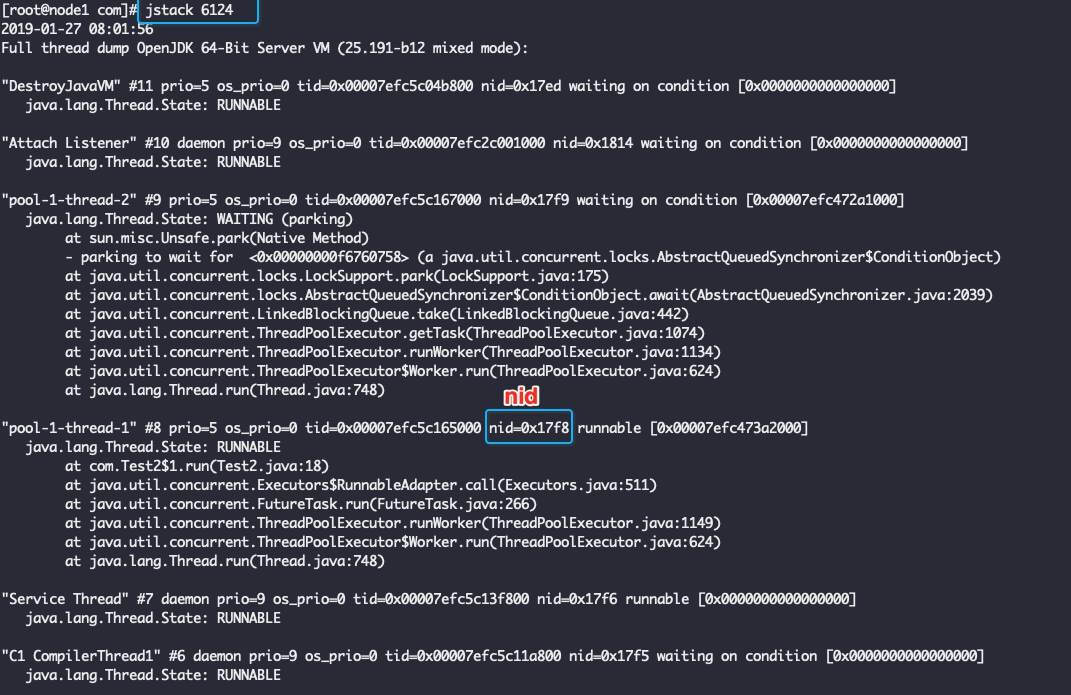 [root@node1 com]# jstack 6124
2019-01-27 08:01:56
Full thread dump OpenJDK 64-Bit Server VM (25.191-b12 mixed mode):
"DestroyJavaVM" #11 prio=5 os_prio=0 tid=0x00007efc5c04b800 nid=0x17ed waiting on condition [0x0000000000000000]
java.lang.Thread.State: RUNNABLE
"Attach Listener" #10 daemon prio=9 os_prio=0 tid=0x00007efc2c001000 nid=0x1814 waiting on condition [0x0000000000000000]
java.lang.Thread.State: RUNNABLE
"pool-1-thread-2" #9 prio=5 os_prio=0 tid=0x00007efc5c167000 nid=0x17f9 waiting on condition [0x00007efc472a1000]
java.lang.Thread.State: WAITING (parking)
at sun.misc.Unsafe.park(Native Method)
- parking to wait for  <0x00000000f6760758> (a java.util.concurrent.locks.AbstractQueuedSynchronizer$ConditionObject)
at java.util.concurrent.locks.LockSupport.park(LockSupport.java:175)
at java.util.concurrent.locks.AbstractQueuedSynchronizer$ConditionObject.await(AbstractQueuedSynchronizer.java:2039)
at java.util.concurrent.LinkedBlockingQueue.take(LinkedBlockingQueue.java:442)
at java.util.concurrent.ThreadPoolExecutor.getTask(ThreadPoolExecutor.java:1074)
at java.util.concurrent.ThreadPoolExecutor.runWorker(ThreadPoolExecutor.java:1134)
at java.util.concurrent.ThreadPoolExecutor$Worker.run(ThreadPoolExecutor.java:624)
at java.lang.Thread.run(Thread.java:748)
nid
"pool-1-thread-1" #8 prio=5 os_prio=0 tid=0x00007efc5c165000 nid=0x17f8 runnable [0x00007efc473a2000]
java.lang.Thread.State: RUNNABLE
at com.Test2$1.run(Test2.java:18)
at java.util.concurrent.Executors$RunnableAdapter.call(Executors.java:511)
at java.util.concurrent.FutureTask.run(FutureTask.java:266)
at java.util.concurrent.ThreadPoolExecutor.runWorker(ThreadPoolExecutor.java:1149)
at java.util.concurrent.ThreadPoolExecutor$Worker.run(ThreadPoolExecutor.java:624)
at java.lang.Thread.run(Thread.java:748)
"Service Thread" #7 daemon prio=9 os_prio=0 tid=0x00007efc5c13f800 nid=0x17f6 runnable [0x0000000000000000]
java.lang.Thread.State: RUNNABLE
"C1 CompilerThread1" #6 daemon prio=9 os_prio=0 tid=0x00007efc5c11a800 nid=0x17f5 waiting on condition [0x0000000000000000]
java.lang.Thread.State: RUNNABLE